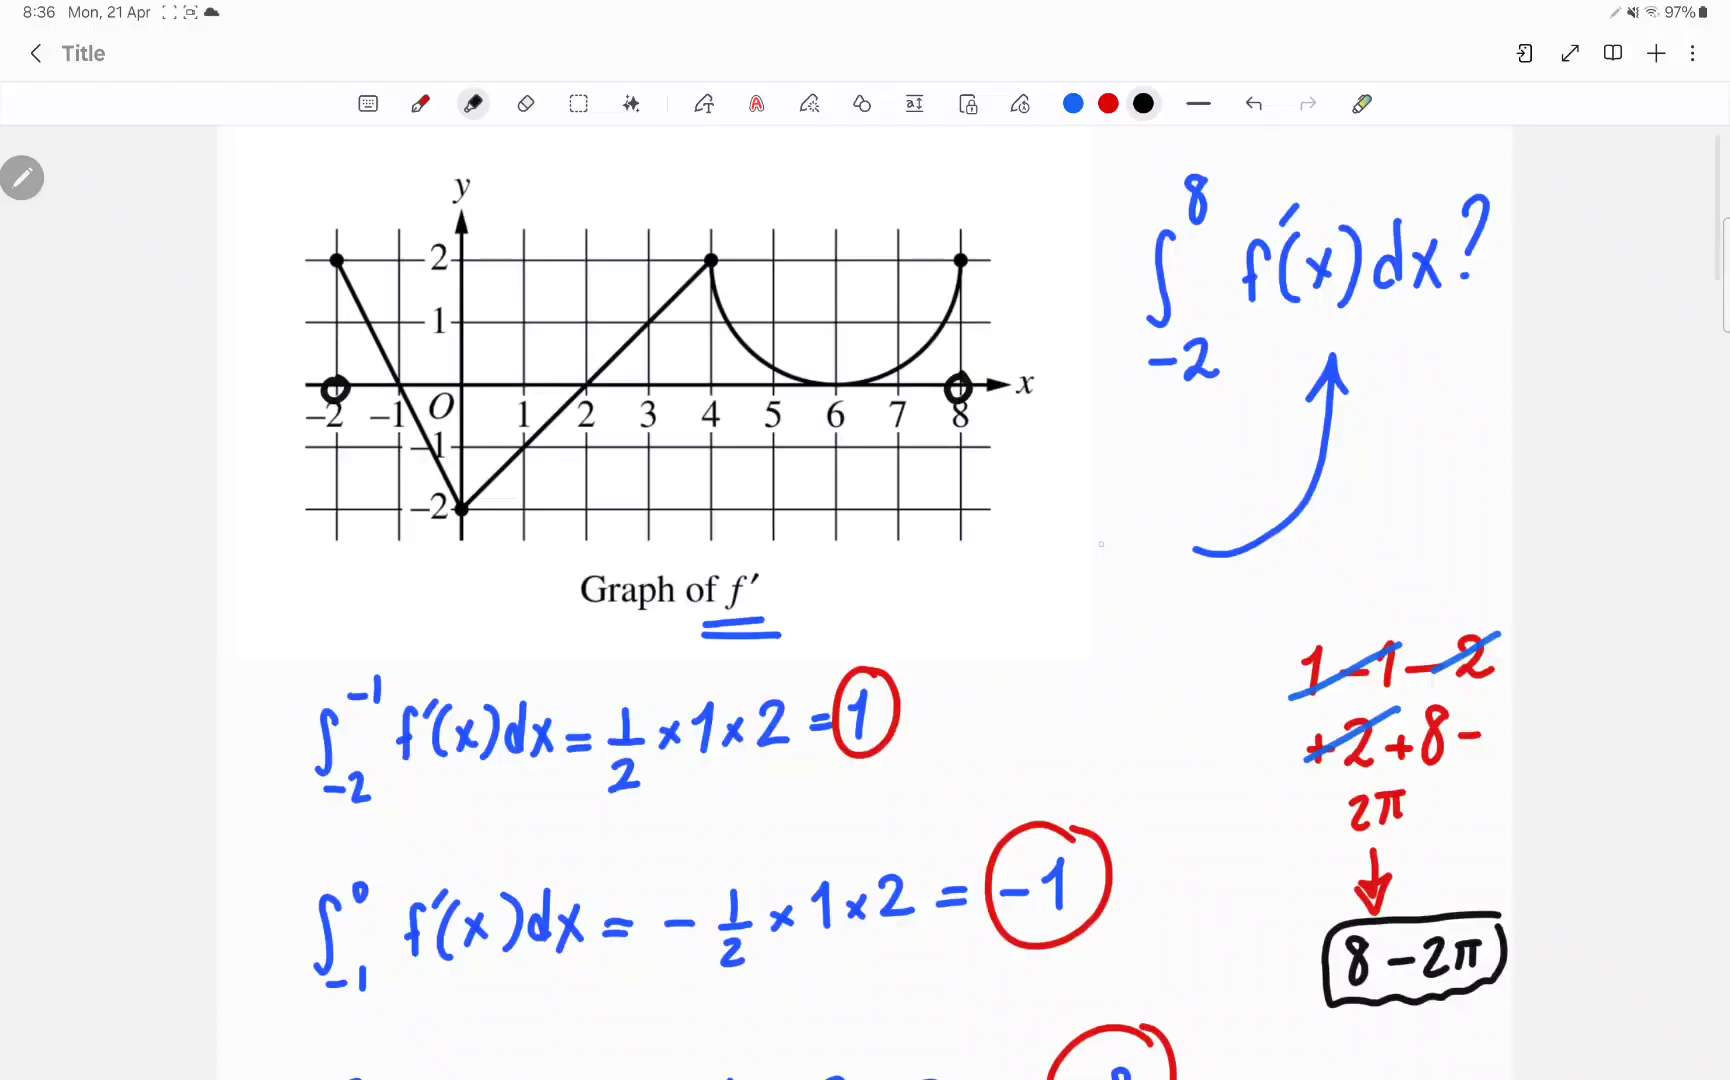 8:36 Mon, 21 Apr 97%
Title
y
2
1
O
-1
-2
-2 -1 1 2 3 4 5 6 7 8 x
Graph of f′
∫_{-2}^{8} f′(x)dx?
∫_{-2}^{-1} f′(x)dx = 1/2 × 1 × 2 = 1
∫_{-1}^{0} f′(x)dx = - 1/2 × 1 × 2 = -1
1 - 1 - 2
+ 2 + 8 -
2π
8 - 2π